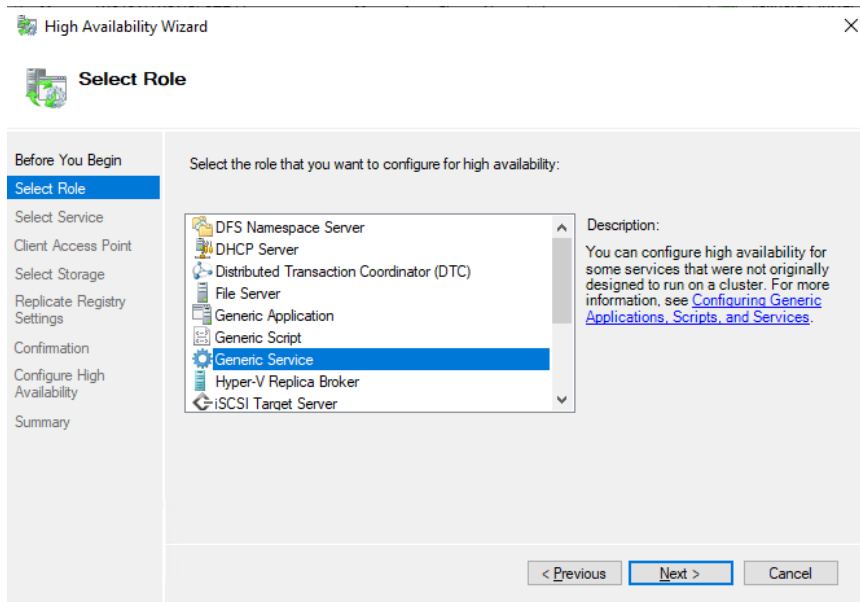 High Availability Wizard
Select Role
Before You Begin
Select Role
Select Service
Client Access Point
Select Storage
Replicate Registry
Settings
Confirmation
Configure High
Availability
Summary
Select the role that you want to configure for high availability:
DFS Namespace Server
DHCP Server
Distributed Transaction Coordinator (DTC)
File Server
Generic Application
Generic Script
Generic Service
Hyper-V Replica Broker
iSCSI Target Server
Description:
You can configure high availability for
some services that were not originally
designed to run on a cluster. For more
information, see Configuring Generic
Applications, Scripts, and Services.
< Previous
Next >
Cancel